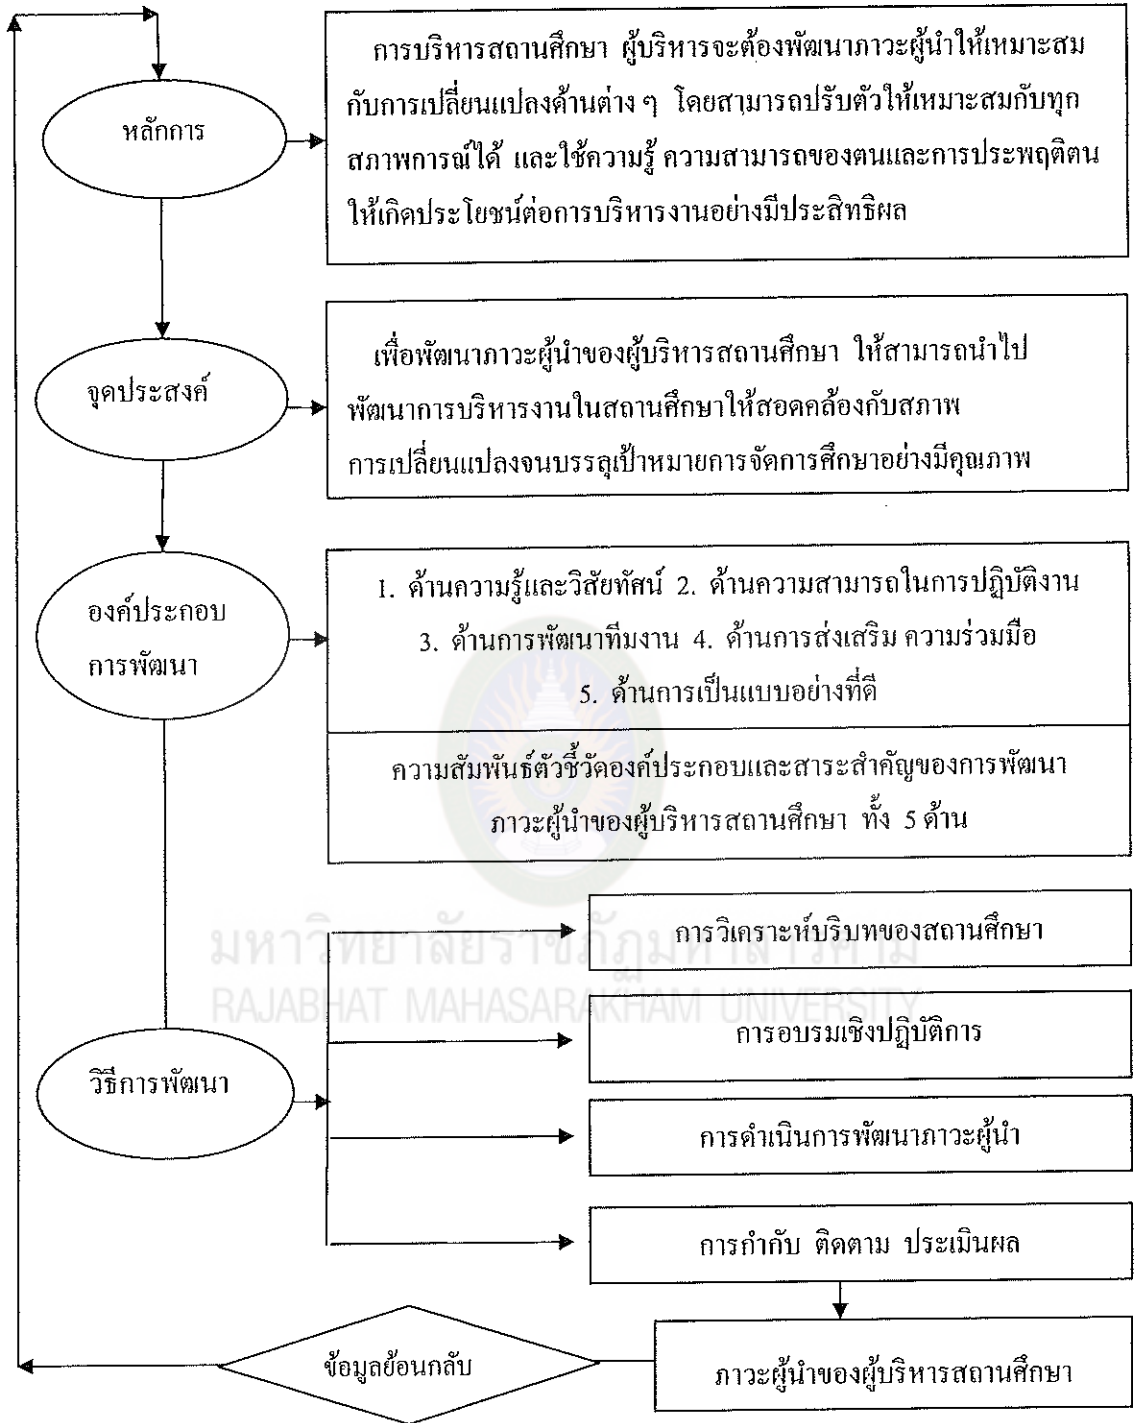 หลักการ
การบริหารสถานศึกษา ผู้บริหารจะต้องพัฒนาภาวะผู้นำให้เหมาะสม
กับการเปลี่ยนแปลงด้านต่าง ๆ โดยสามารถปรับตัวให้เหมาะสมกับทุก
สภาพการณ์ได้ และใช้ความรู้ ความสามารถของตนและการประพฤติตน
ให้เกิดประโยชน์ต่อการบริหารงานอย่างมีประสิทธิผล
จุดประสงค์
เพื่อพัฒนาภาวะผู้นำของผู้บริหารสถานศึกษา ให้สามารถนำไป
พัฒนาการบริหารงานในสถานศึกษาให้สอดคล้องกับสภาพ
การเปลี่ยนแปลงจนบรรลุเป้าหมายการจัดการศึกษาอย่างมีคุณภาพ
องค์ประกอบ
การพัฒนา
1. ด้านความรู้และวิสัยทัศน์ 2. ด้านความสามารถในการปฏิบัติงาน
3. ด้านการพัฒนาทีมงาน 4. ด้านการส่งเสริม ความร่วมมือ
5. ด้านการเป็นแบบอย่างที่ดี
ความสัมพันธ์ตัวชี้วัดองค์ประกอบและสาระสำคัญของการพัฒนา
ภาวะผู้นำของผู้บริหารสถานศึกษา ทั้ง 5 ด้าน
มหาวิทยาลัยราชภัฏมหาสารคาม
RAJABHAT MAHASARAKHAM UNIVERSITY
วิธีการพัฒนา
การวิเคราะห์บริบทของสถานศึกษา
การอบรมเชิงปฏิบัติการ
การดำเนินการพัฒนาภาวะผู้นำ
การกำกับ ติดตาม ประเมินผล
ข้อมูลย้อนกลับ
ภาวะผู้นำของผู้บริหารสถานศึกษา